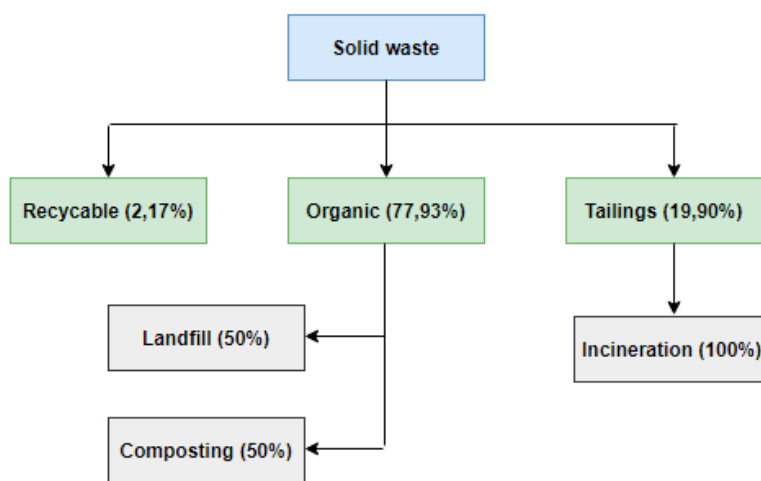 Solid waste
Recycable (2,17%)
Organic (77,93%)
Tailings (19,90%)
Landfill (50%)
Incineration (100%)
Composting (50%)